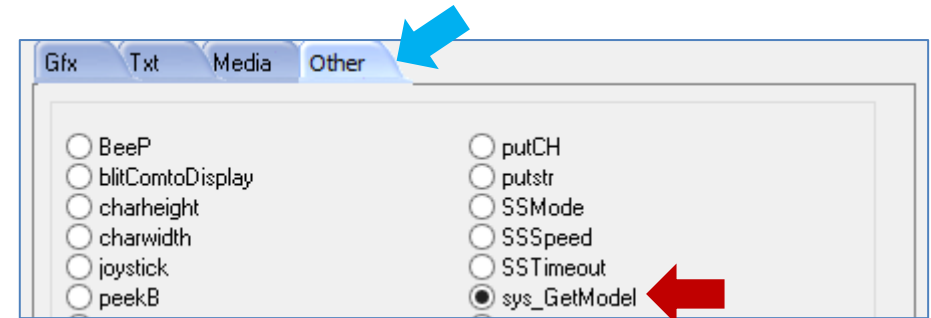 Gfx Txt Media Other
BeeP
blitComtoDisplay
charheight
charwidth
joystick
peekB
putCH
putstr
SSMode
SSSpeed
SSTimeout
sys_GetModel